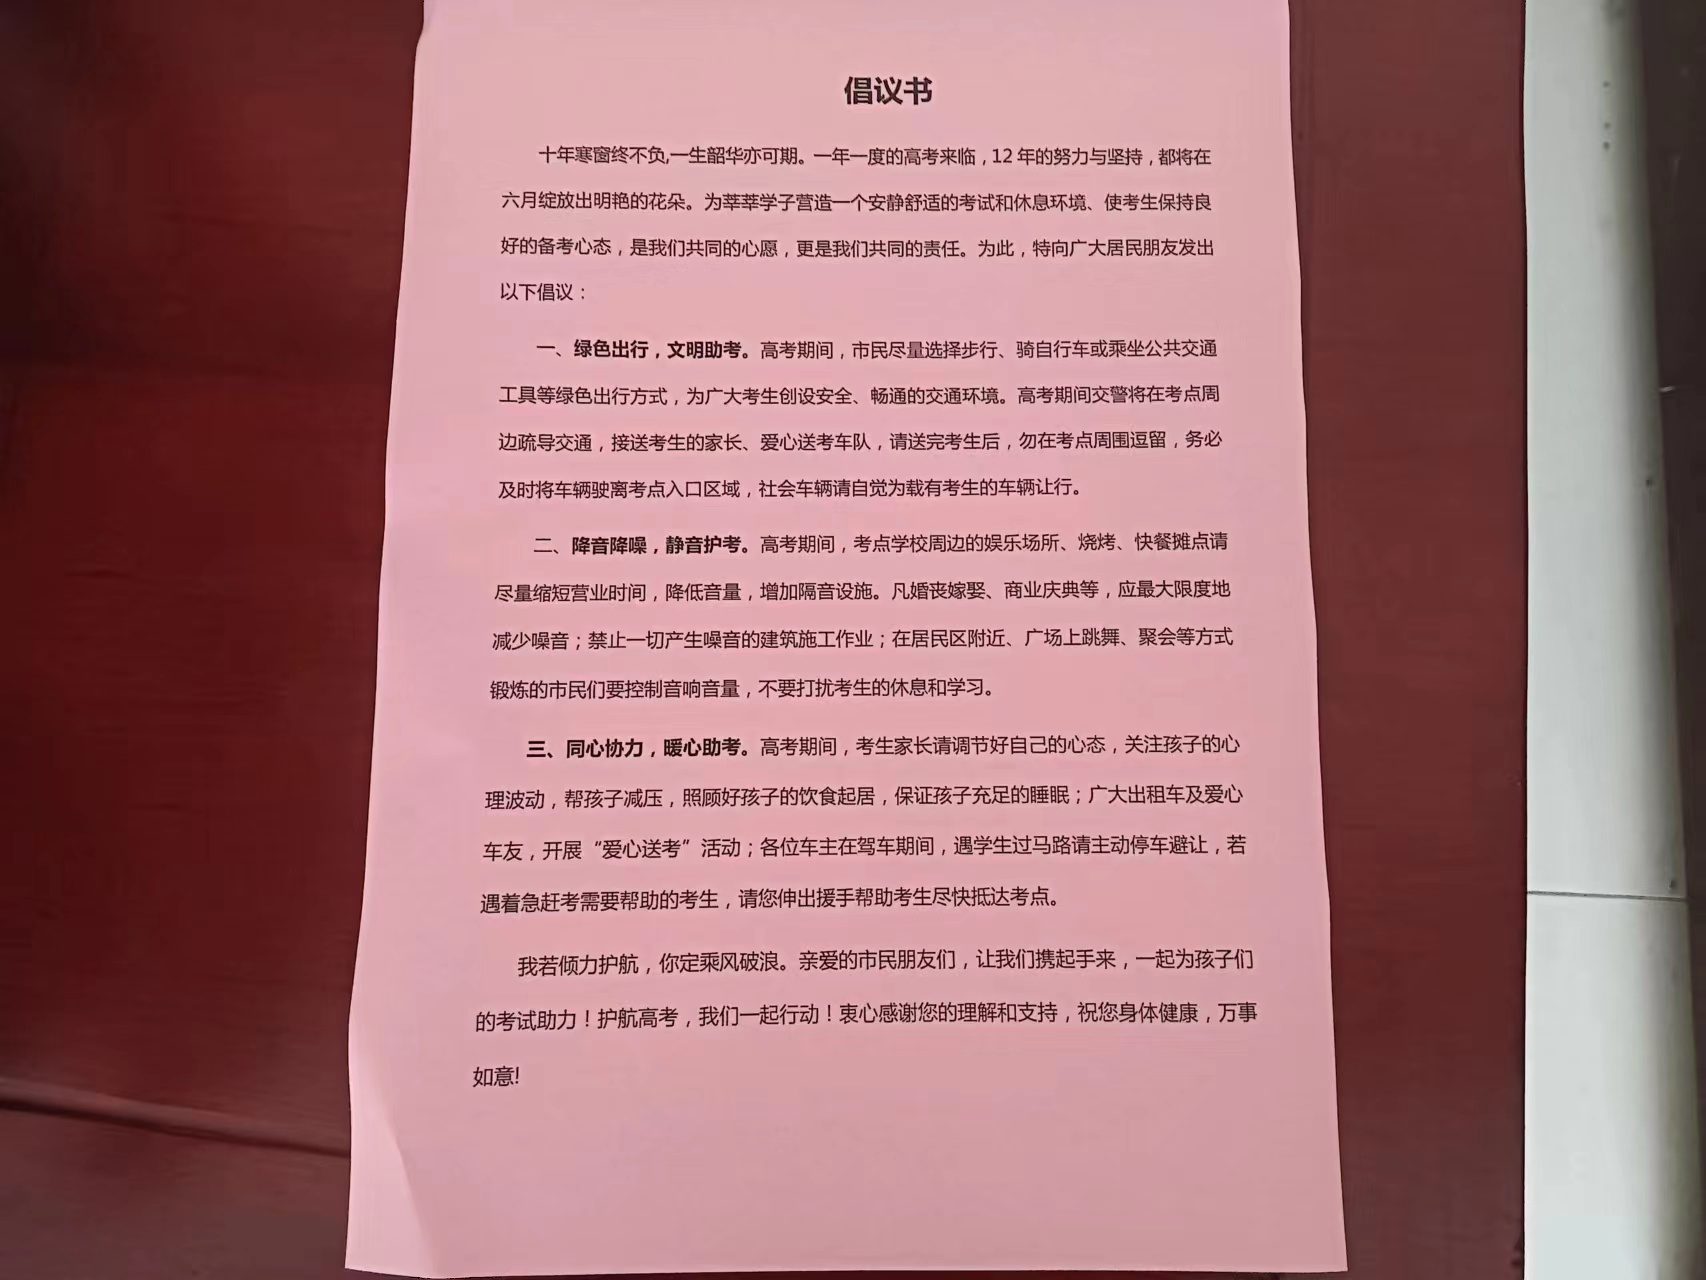 倡议书
十年寒窗终不负,一生韶华亦可期。一年一度的高考来临，12年的努力与坚持，都将在
六月绽放出明艳的花朵。为莘莘学子营造一个安静舒适的考试和休息环境、使考生保持良
好的备考心态，是我们共同的心愿，更是我们共同的责任。为此，特向广大居民朋友发出
以下倡议：
一、绿色出行，文明助考。高考期间，市民尽量选择步行、骑自行车或乘坐公共交通
工具等绿色出行方式，为广大考生创设安全、畅通的交通环境。高考期间交警将在考点周
边疏导交通，接送考生的家长、爱心送考车队，请送完考生后，勿在考点周围逗留，务必
及时将车辆驶离考点入口区域，社会车辆请自觉为载有考生的车辆让行。
二、降音降噪，静音护考。高考期间，考点学校周边的娱乐场所、烧烤、快餐摊点请
尽量缩短营业时间，降低音量，增加隔音设施。凡婚丧嫁娶、商业庆典等，应最大限度地
减少噪音；禁止一切产生噪音的建筑施工作业；在居民区附近、广场上跳舞、聚会等方式
锻炼的市民们要控制音响音量，不要打扰考生的休息和学习。
三、同心协力，暖心助考。高考期间，考生家长请调节好自己的心态，关注孩子的心
理波动，帮孩子减压，照顾好孩子的饮食起居，保证孩子充足的睡眠；广大出租车及爱心
车友，开展“爱心送考”活动；各位车主在驾车期间，遇学生过马路请主动停车避让，若
遇着急赶考需要帮助的考生，请您伸出援手帮助考生尽快抵达考点。
我若倾力护航，你定乘风破浪。亲爱的市民朋友们，让我们携起手来，一起为孩子们
的考试助力！护航高考，我们一起行动！衷心感谢您的理解和支持，祝您身体健康，万事
如意!